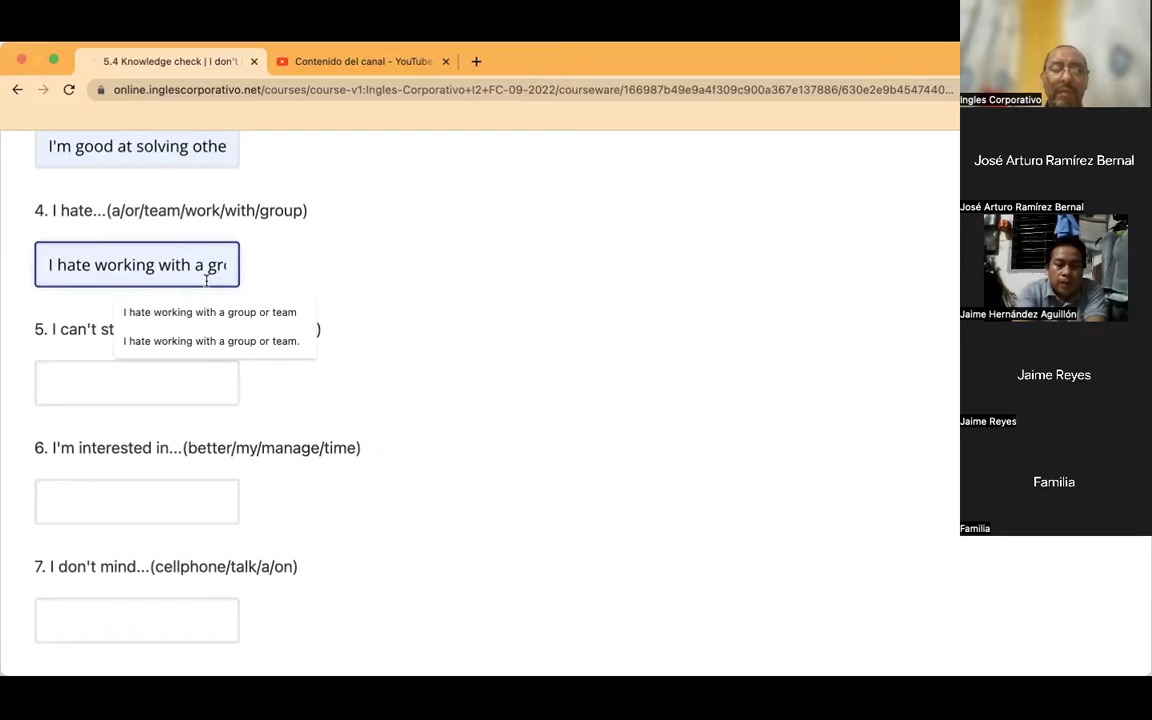 5.4 Knowledge check | I don't
Contenido del canal - YouTube
online.inglescorporativo.net/courses/course-v1:Ingles-Corporativo+I2+FC-09-2022/courseware/166987b49e9a4f309c900a367e137886/630e2e9b4547440...
I'm good at solving othe
4. I hate...(a/or/team/work/with/group)
I hate working with a gr
I hate working with a group or team
5. I can't st
)
I hate working with a group or team.
6. I'm interested in...(better/my/manage/time)
7. I don't mind...(cellphone/talk/a/on)
Ingles Corporativo
José Arturo Ramírez Bernal
José Arturo Ramírez Bernal
Jaime Hernández Aguillón
Jaime Reyes
Jaime Reyes
Familia
Familia